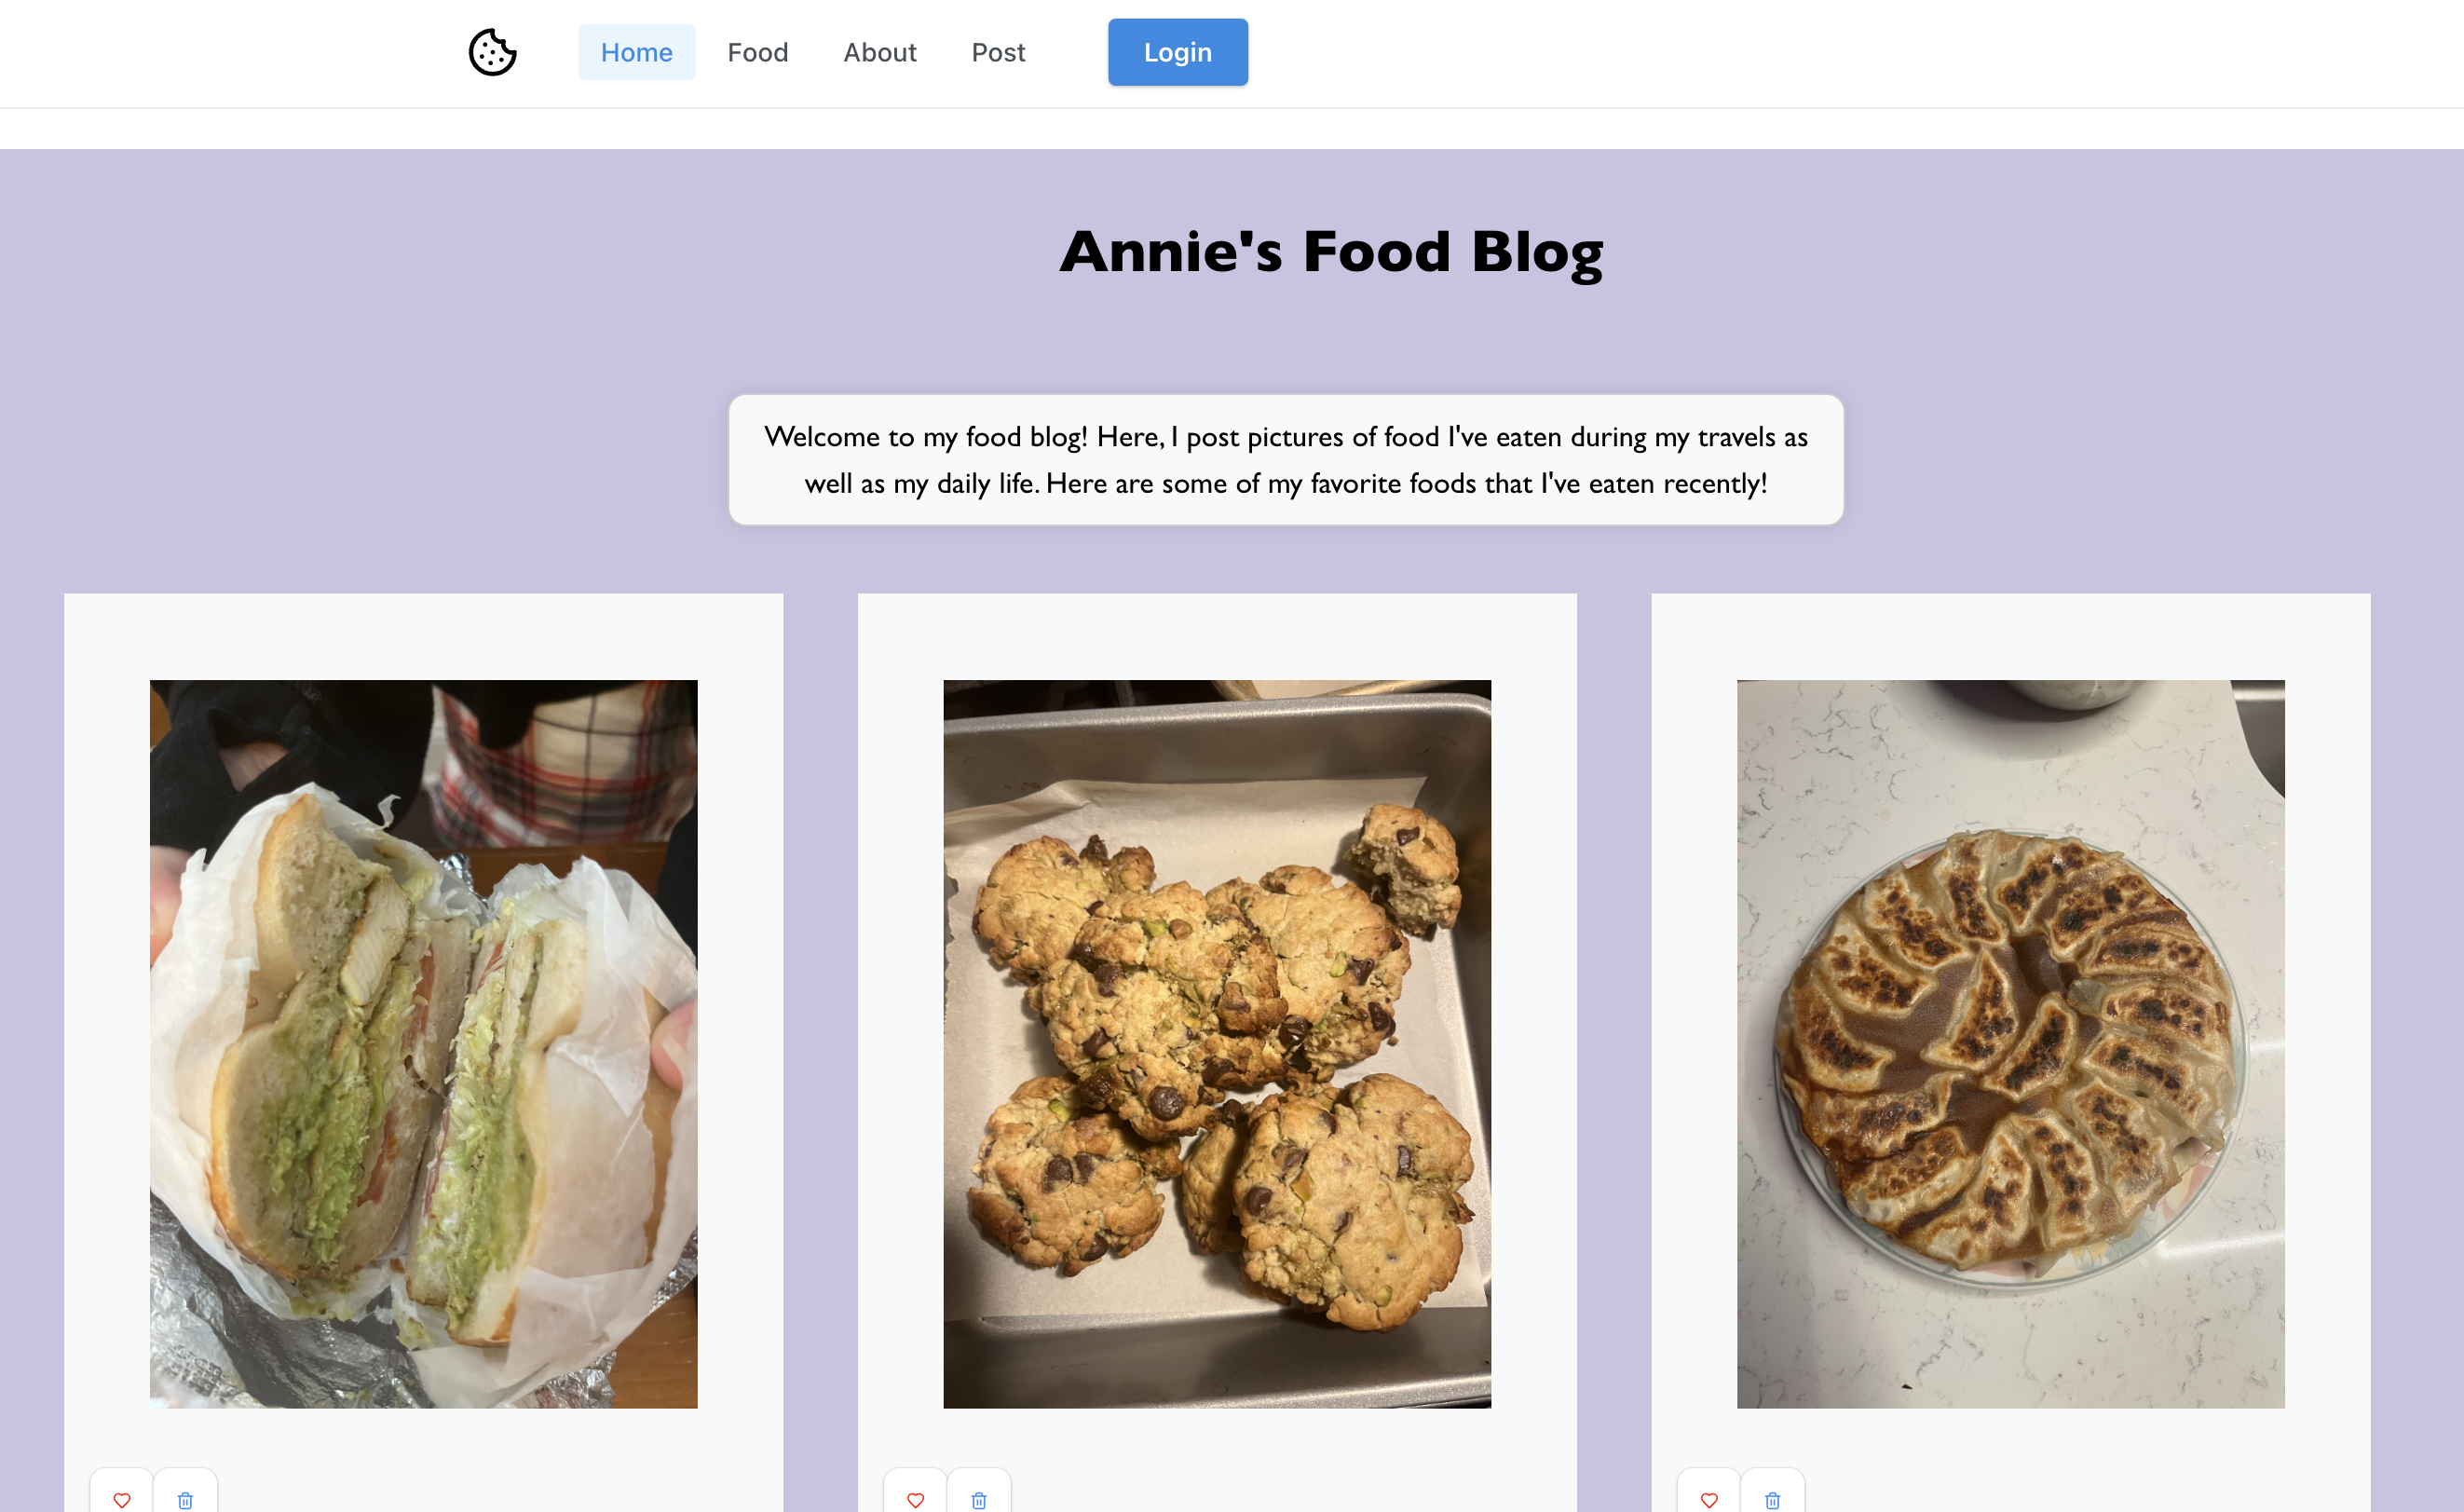 Home Food About Post Login
Annie's Food Blog
Welcome to my food blog! Here, I post pictures of food I've eaten during my travels as
well as my daily life. Here are some of my favorite foods that I've eaten recently!